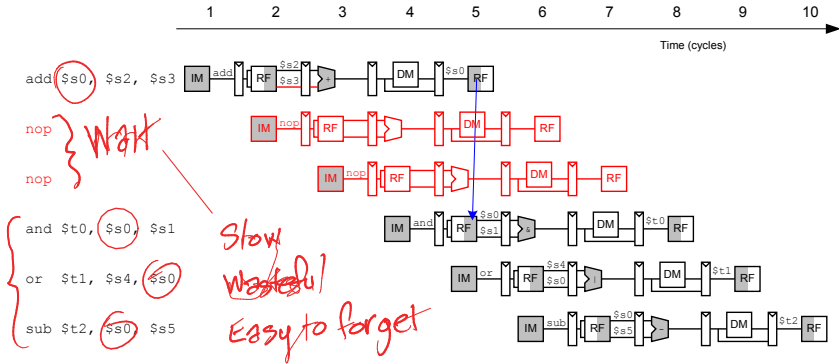 1 2 3 4 5 6 7 8 9 10
Time (cycles)
add $s0, $s2, $s3 IM add RF $s2 $s3 + DM $s0 RF
nop IM nop RF DM RF
Wait
nop IM nop RF DM RF
and $t0, $s0, $s1 IM and RF $s0 $s1 & DM $t0 RF
Slow
or $t1, $s4, $s0 IM or RF $s4 $s0 | DM $t1 RF
Wasteful
sub $t2, $s0, $s5 IM sub RF $s0 $s5 - DM $t2 RF
Easy to forget